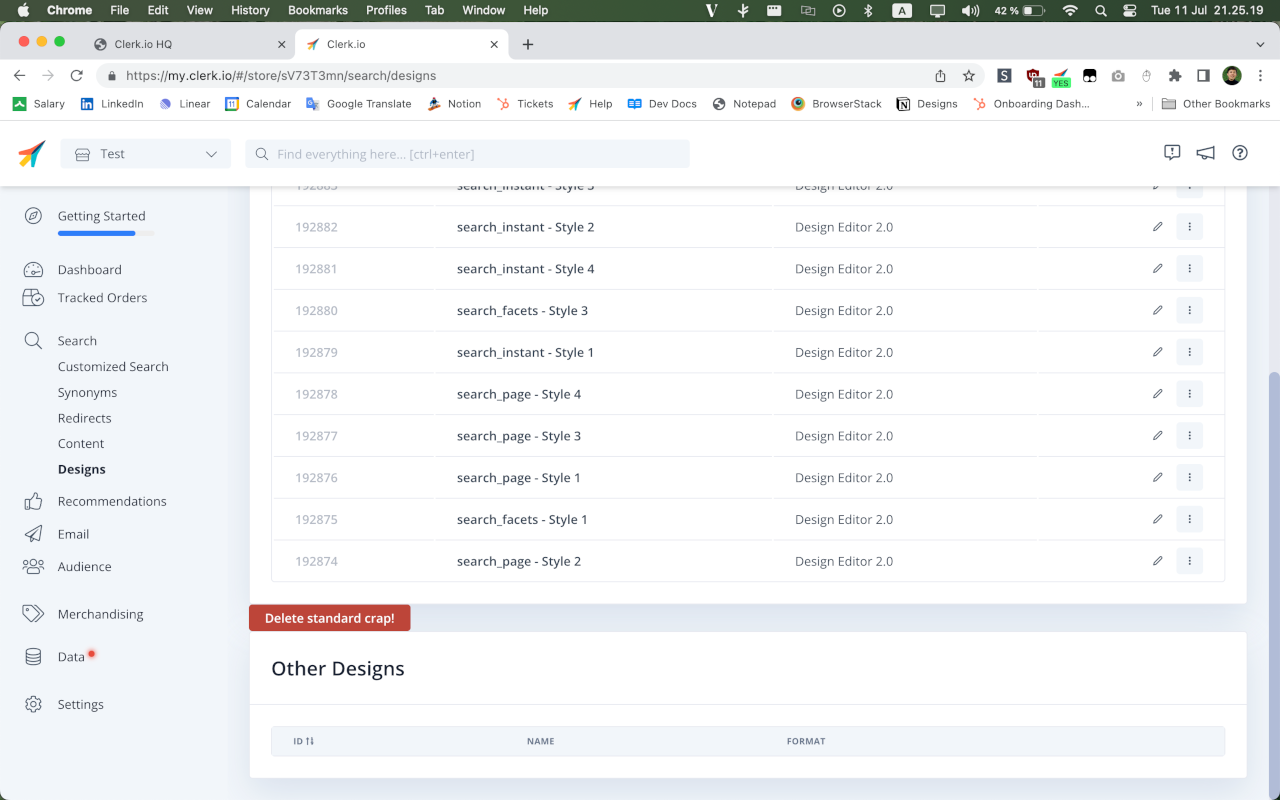 Chrome File Edit View History Bookmarks Profiles Tab Window Help A 42 % Tue 11 Jul 21.25.19
Clerk.io HQ Clerk.io
https://my.clerk.io/#/store/sV73T3mn/search/designs S 11 YES
Salary LinkedIn Linear Calendar Google Translate Notion Tickets Help Dev Docs Notepad BrowserStack Designs Onboarding Dash... » Other Bookmarks
Test Find everything here... [ctrl+enter]
Getting Started
Dashboard
Tracked Orders
Search
Customized Search
Synonyms
Redirects
Content
Designs
Recommendations
Email
Audience
Merchandising
Data
Settings
192883 search_instant - Style 3 Design Editor 2.0
192882 search_instant - Style 2 Design Editor 2.0
192881 search_instant - Style 4 Design Editor 2.0
192880 search_facets - Style 3 Design Editor 2.0
192879 search_instant - Style 1 Design Editor 2.0
192878 search_page - Style 4 Design Editor 2.0
192877 search_page - Style 3 Design Editor 2.0
192876 search_page - Style 1 Design Editor 2.0
192875 search_facets - Style 1 Design Editor 2.0
192874 search_page - Style 2 Design Editor 2.0
Delete standard crap!
Other Designs
ID NAME FORMAT